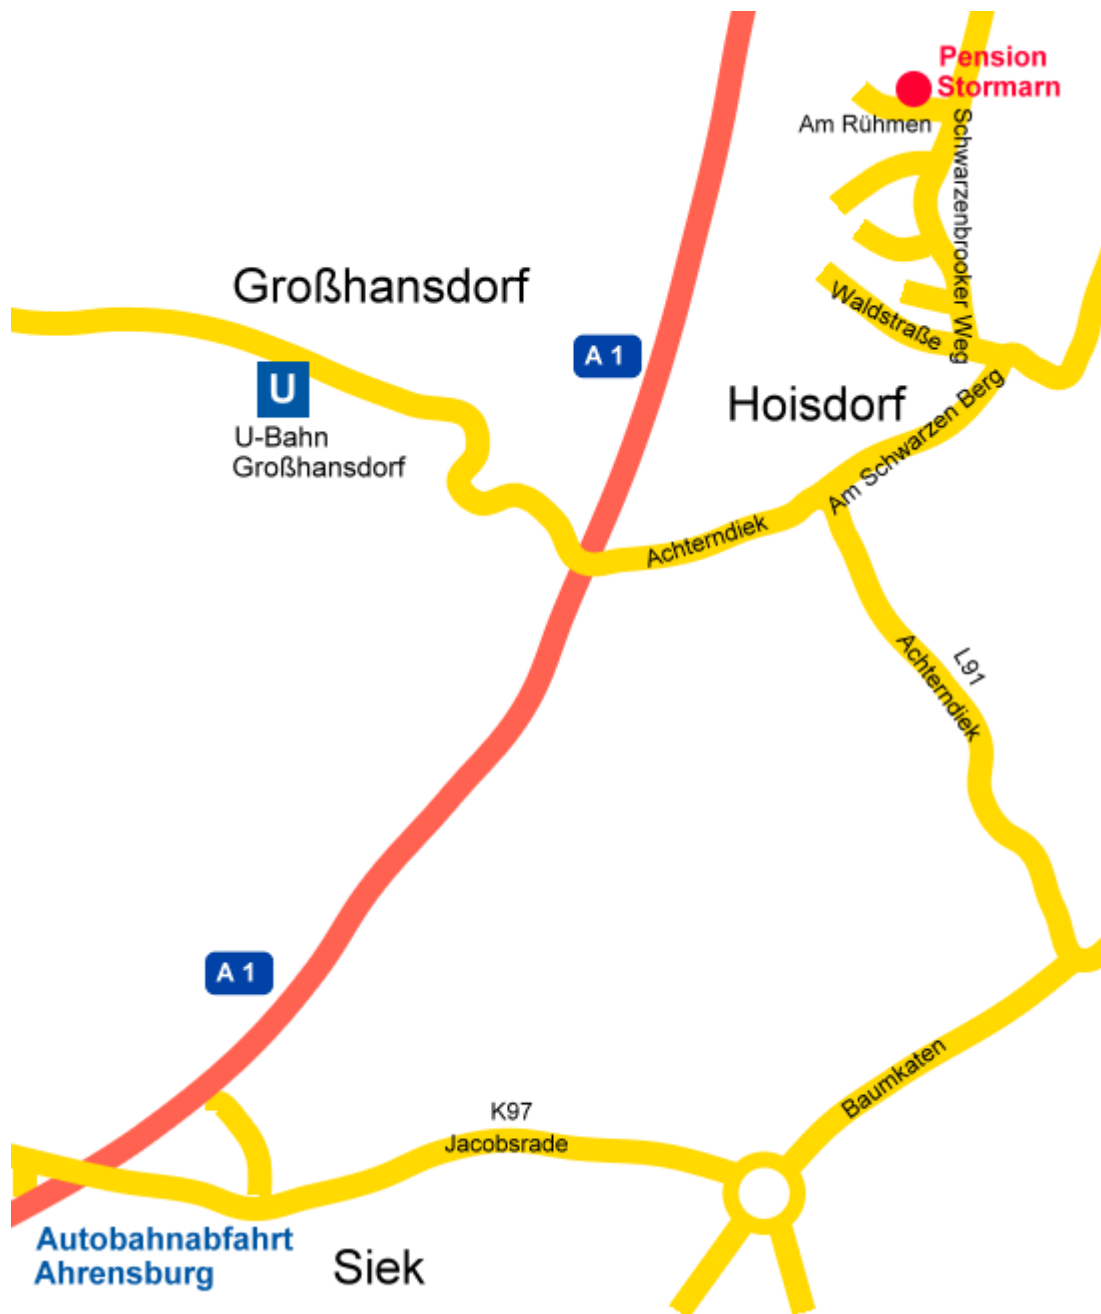 Pension
Stormarn
Am Rühmen
Schwarzenbrooker Weg
Großhansdorf
Waldstraße
A 1
U
Hoisdorf
Am Schwarzen Berg
U-Bahn
Großhansdorf
Achterndiek
L91
Achterndiek
A 1
Baumkaten
K97
Jacobsrade
Autobahnabfahrt
Ahrensburg
Siek